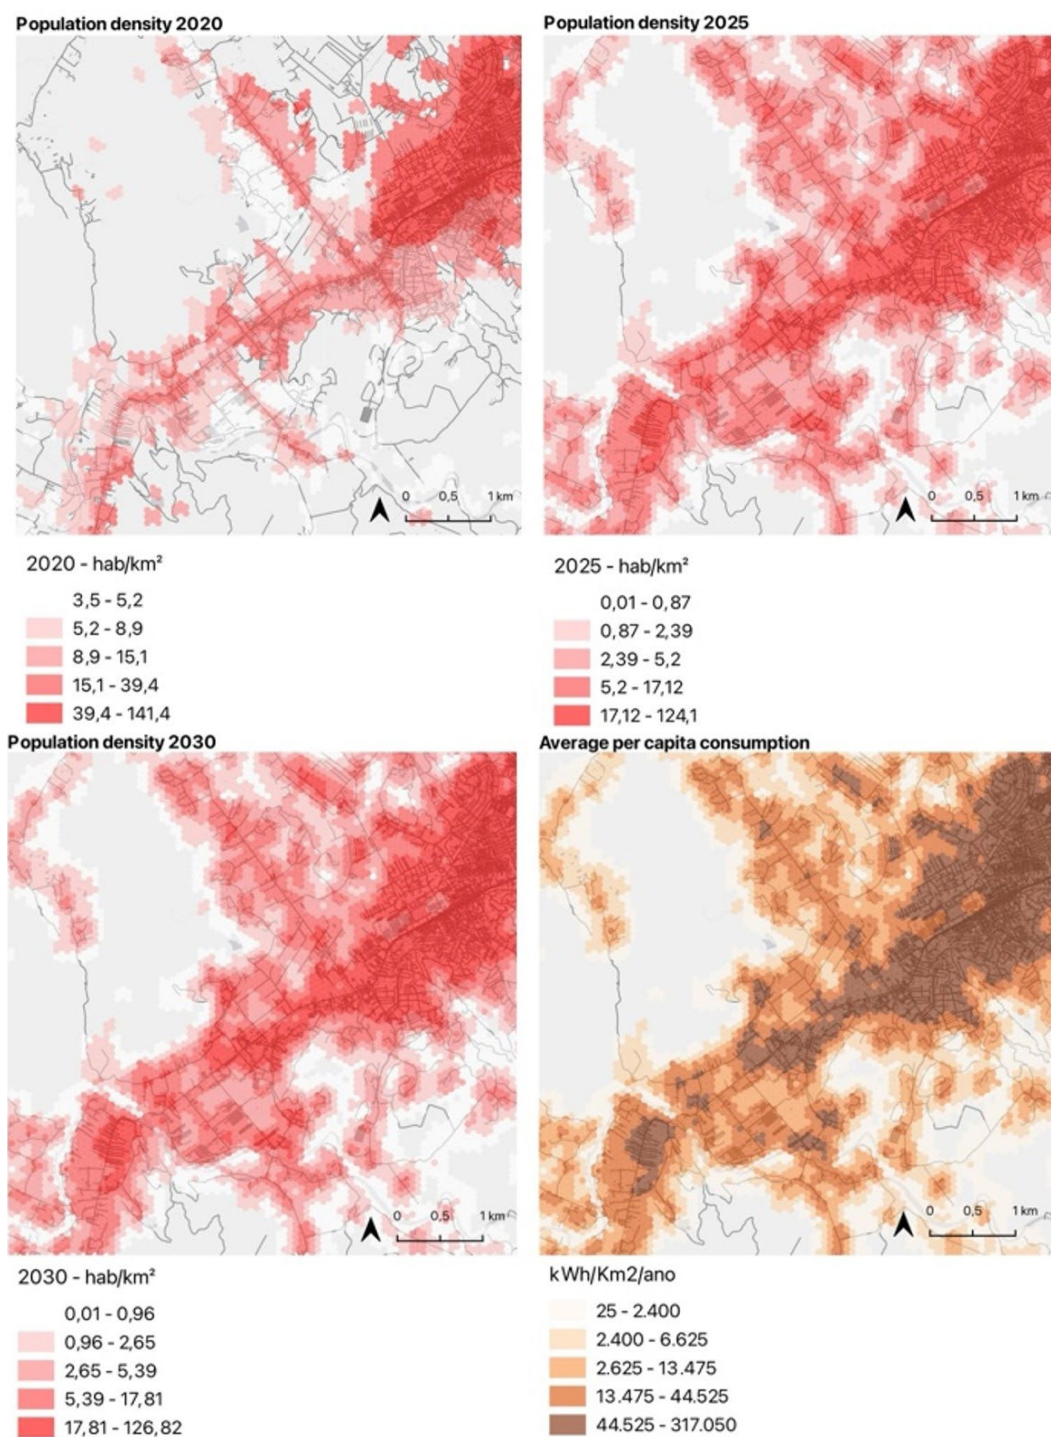 Population density 2020
Population density 2025
0 0,5 1 km
0 0,5 1 km
2020 - hab/km²
3,5 - 5,2
5,2 - 8,9
8,9 - 15,1
15,1 - 39,4
39,4 - 141,4
2025 - hab/km²
0,01 - 0,87
0,87 - 2,39
2,39 - 5,2
5,2 - 17,12
17,12 - 124,1
Population density 2030
Average per capita consumption
0 0,5 1 km
0 0,5 1 km
2030 - hab/km²
0,01 - 0,96
0,96 - 2,65
2,65 - 5,39
5,39 - 17,81
17,81 - 126,82
kWh/Km2/ano
25 - 2.400
2.400 - 6.625
2.625 - 13.475
13.475 - 44.525
44.525 - 317.050